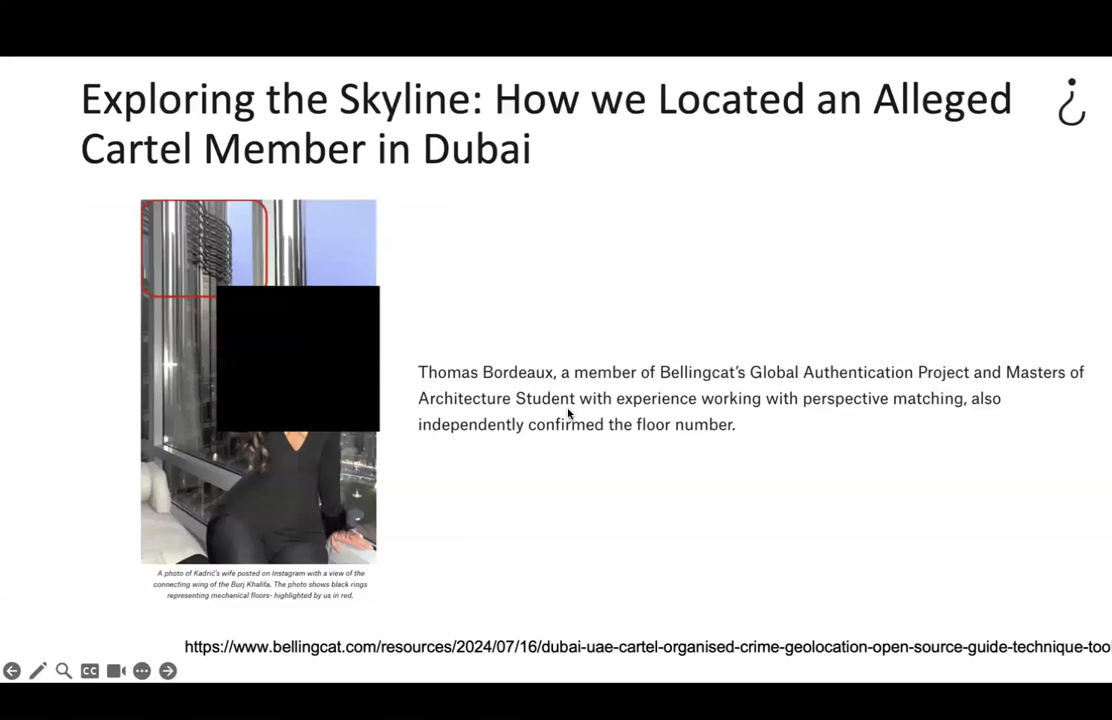 Exploring the Skyline: How we Located an Alleged
Cartel Member in Dubai
Thomas Bordeaux, a member of Bellingcat’s Global Authentication Project and Masters of
Architecture Student with experience working with perspective matching, also
independently confirmed the floor number.
A photo of Kadrić's wife posted on Instagram with a view of the
connecting wing of the Burj Khalifa. The photo shows black rings
representing mechanical floors- highlighted by us in red.
https://www.bellingcat.com/resources/2024/07/16/dubai-uae-cartel-organised-crime-geolocation-open-source-guide-technique-too
CC